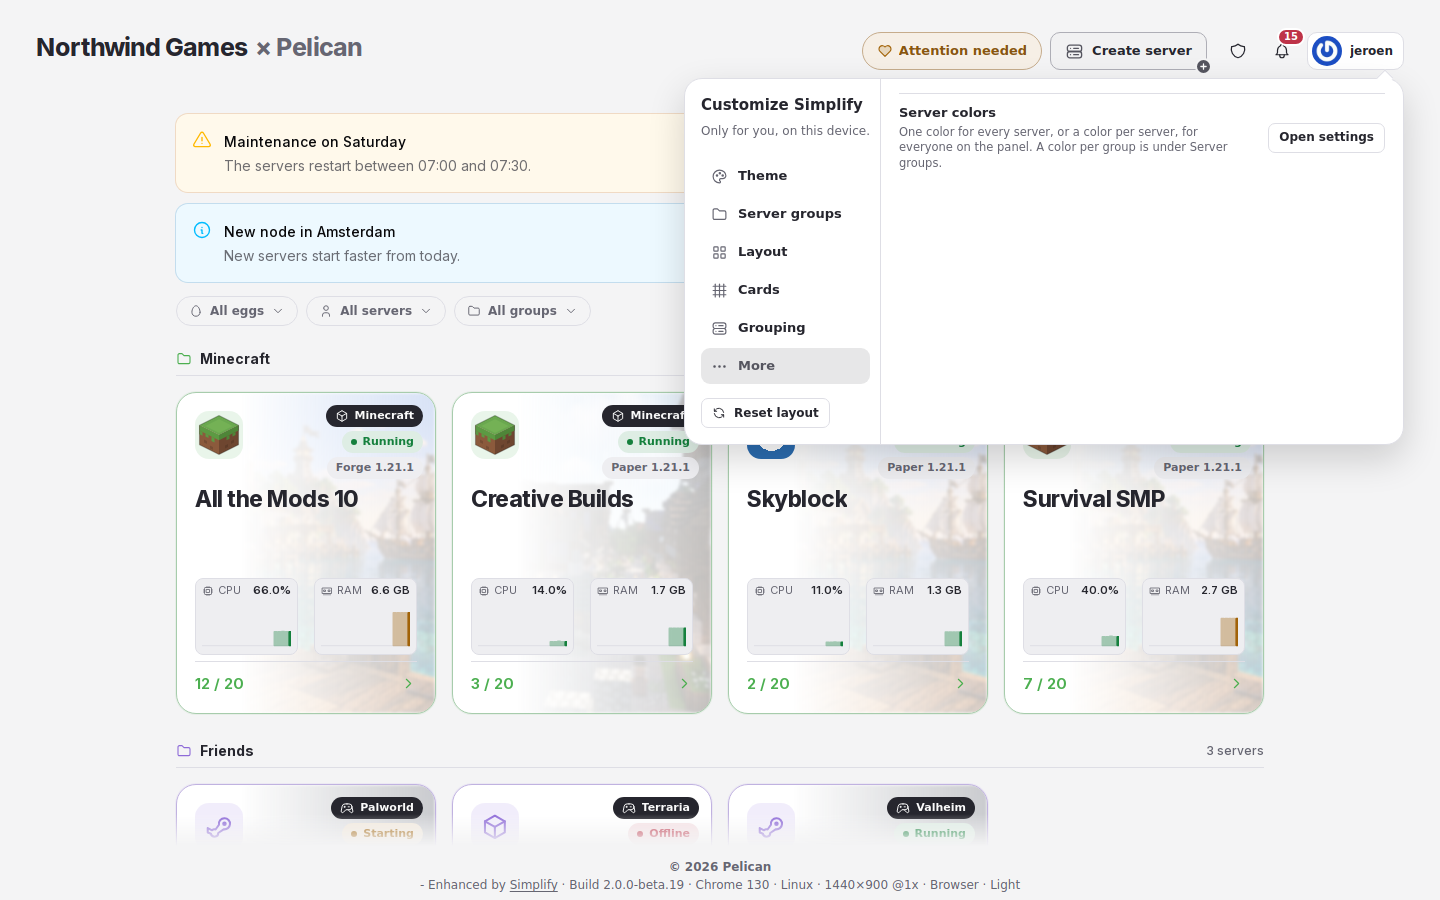 Northwind Games × Pelican
Attention needed
Create server
15
jeroen
Maintenance on Saturday
The servers restart between 07:00 and 07:30.
New node in Amsterdam
New servers start faster from today.
Customize Simplify
Only for you, on this device.
Theme
Server groups
Layout
Cards
Grouping
More
Reset layout
Server colors
One color for every server, or a color per server, for
everyone on the panel. A color per group is under Server
groups.
Open settings
All eggs
All servers
All groups
Minecraft
Minecraft
Running
Forge 1.21.1
All the Mods 10
CPU 66.0%
RAM 6.6 GB
12 / 20
Minecraf
Running
Paper 1.21.1
Creative Builds
CPU 14.0%
RAM 1.7 GB
3 / 20
Paper 1.21.1
Skyblock
CPU 11.0%
RAM 1.3 GB
2 / 20
Paper 1.21.1
Survival SMP
CPU 40.0%
RAM 2.7 GB
7 / 20
Friends
3 servers
Palworld
Starting
Terraria
Offline
Valheim
Running
© 2026 Pelican
- Enhanced by Simplify · Build 2.0.0-beta.19 · Chrome 130 · Linux · 1440×900 @1x · Browser · Light